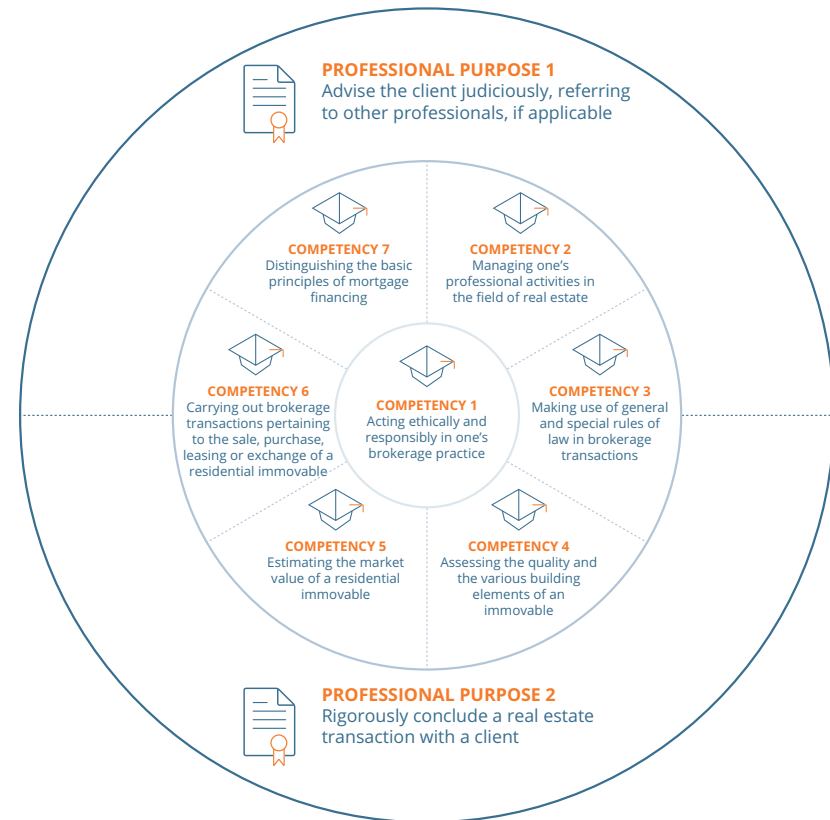 PROFESSIONAL PURPOSE 1
Advise the client judiciously, referring
to other professionals, if applicable
COMPETENCY 7
Distinguishing the basic
principles of mortgage
financing
COMPETENCY 2
Managing one’s
professional activities in
the field of real estate
COMPETENCY 6
Carrying out brokerage
transactions pertaining
to the sale, purchase,
leasing or exchange of a
residential immovable
COMPETENCY 1
Acting ethically and
responsibly in one’s
brokerage practice
COMPETENCY 3
Making use of general
and special rules of
law in brokerage
transactions
COMPETENCY 5
Estimating the market
value of a residential
immovable
COMPETENCY 4
Assessing the quality and
the various building
elements of an
immovable
PROFESSIONAL PURPOSE 2
Rigorously conclude a real estate
transaction with a client